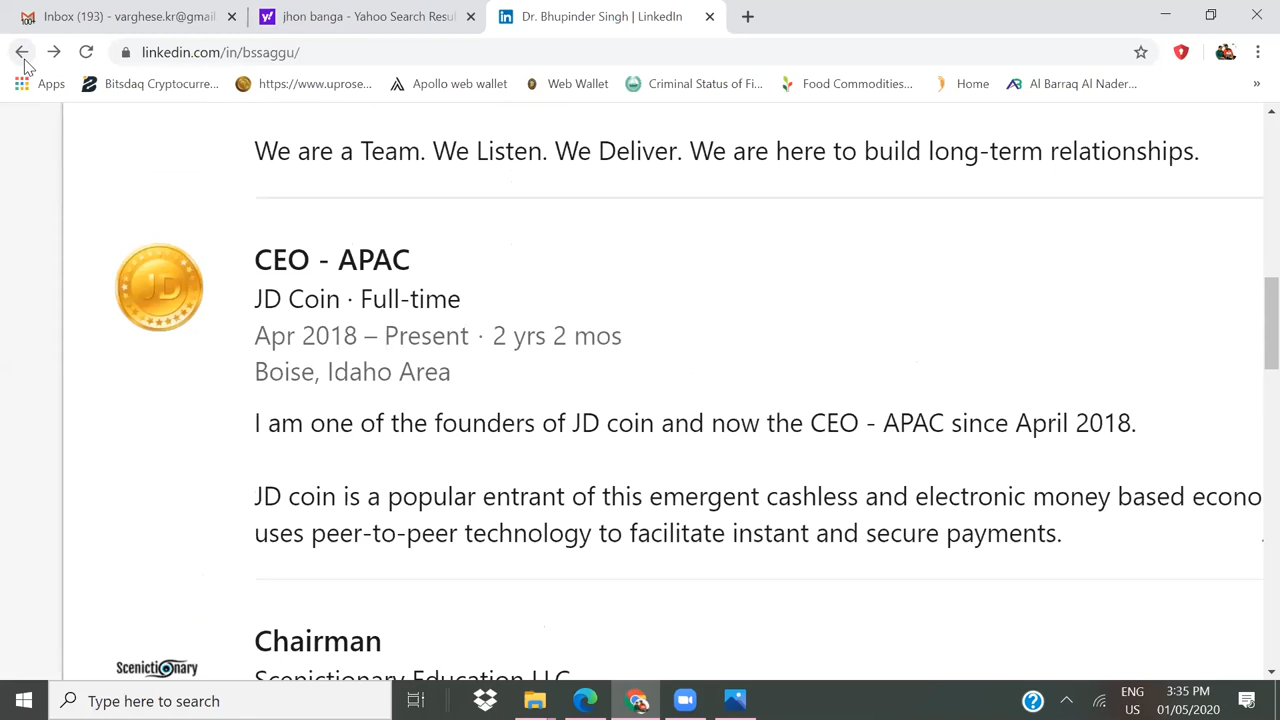 Inbox (193) - varghese.kr@gmail
jhon banga - Yahoo Search Resul
Dr. Bhupinder Singh | LinkedIn
linkedin.com/in/bssaggu/
Apps
Bitsdaq Cryptocurre...
https://www.uprose...
Apollo web wallet
Web Wallet
Criminal Status of Fi...
Food Commodities...
Home
Al Barraq Al Nader...
»
We are a Team. We Listen. We Deliver. We are here to build long-term relationships.
JD
CEO - APAC
JD Coin · Full-time
Apr 2018 – Present · 2 yrs 2 mos
Boise, Idaho Area
I am one of the founders of JD coin and now the CEO - APAC since April 2018.
JD coin is a popular entrant of this emergent cashless and electronic money based econo
uses peer-to-peer technology to facilitate instant and secure payments.
Scenictionary
Chairman
Scenictionary Education LLC
Type here to search
ENG
US
3:35 PM
01/05/2020